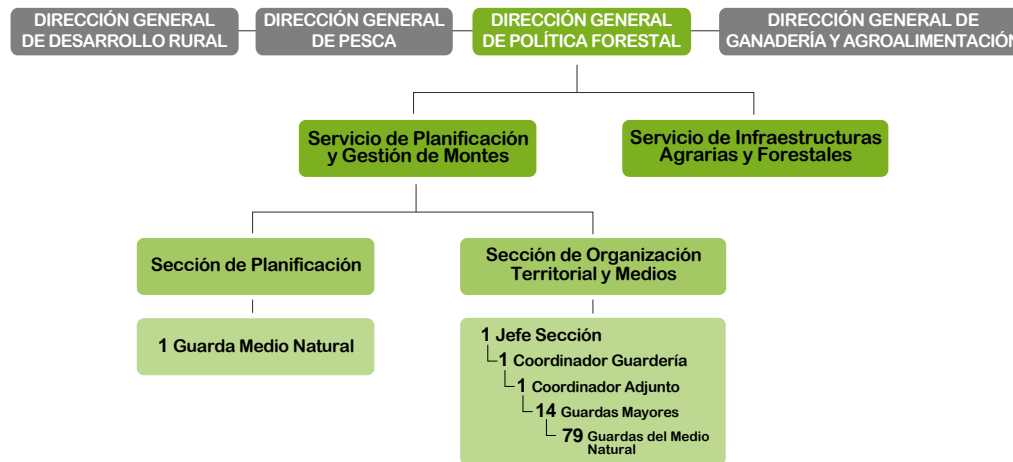 DIRECCIÓN GENERAL
DE DESARROLLO RURAL
DIRECCIÓN GENERAL
DE PESCA
DIRECCIÓN GENERAL
DE POLÍTICA FORESTAL
DIRECCIÓN GENERAL DE
GANADERÍA Y AGROALIMENTACIÓN
Servicio de Planificación
y Gestión de Montes
Servicio de Infraestructuras
Agrarias y Forestales
Sección de Planificación
Sección de Organización
Territorial y Medios
1 Guarda Medio Natural
1 Jefe Sección
1 Coordinador Guardería
1 Coordinador Adjunto
14 Guardas Mayores
79 Guardas del Medio
Natural